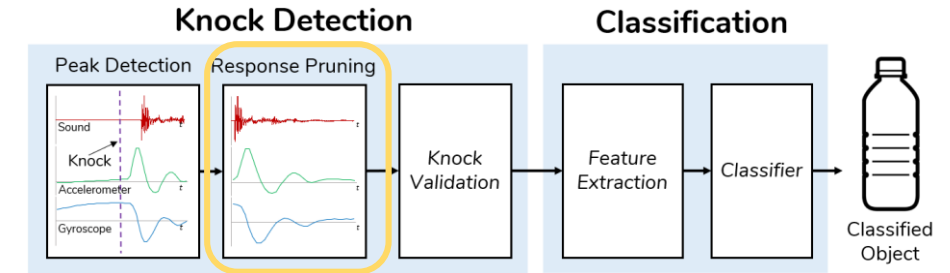 Knock Detection
Classification
Peak Detection
Response Pruning
Sound
t
Knock
Accelerometer
t
Gyroscope
t
t
t
t
Knock
Validation
Feature
Extraction
Classifier
Classified
Object